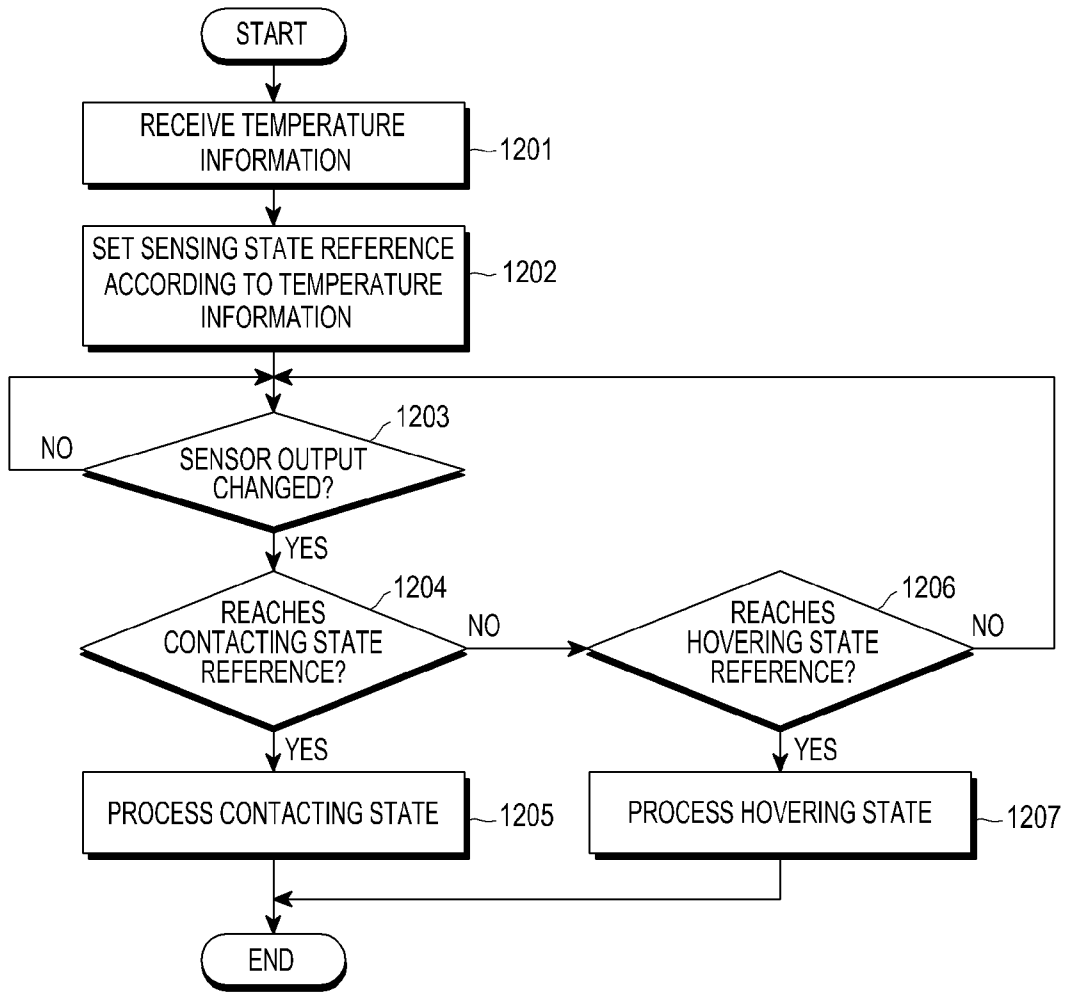 START
RECEIVE TEMPERATURE
INFORMATION
1201
SET SENSING STATE REFERENCE
ACCORDING TO TEMPERATURE
INFORMATION
1202
1203
NO
SENSOR OUTPUT
CHANGED?
YES
1204
REACHES
CONTACTING STATE
REFERENCE?
NO
1206
REACHES
HOVERING STATE
REFERENCE?
NO
YES
YES
PROCESS CONTACTING STATE
1205
PROCESS HOVERING STATE
1207
END